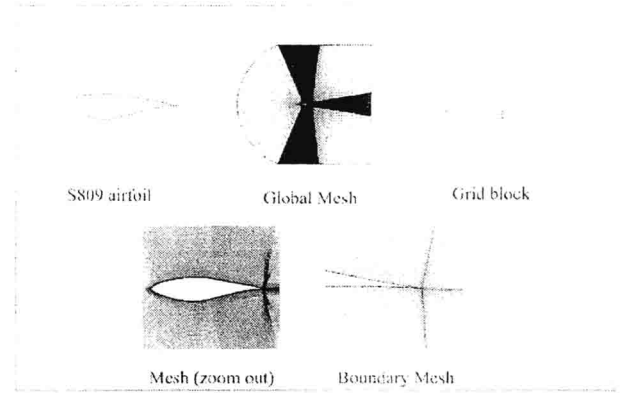 S809 airfoil
Global Mesh
Grid block
Mesh (zoom out)
Boundary Mesh